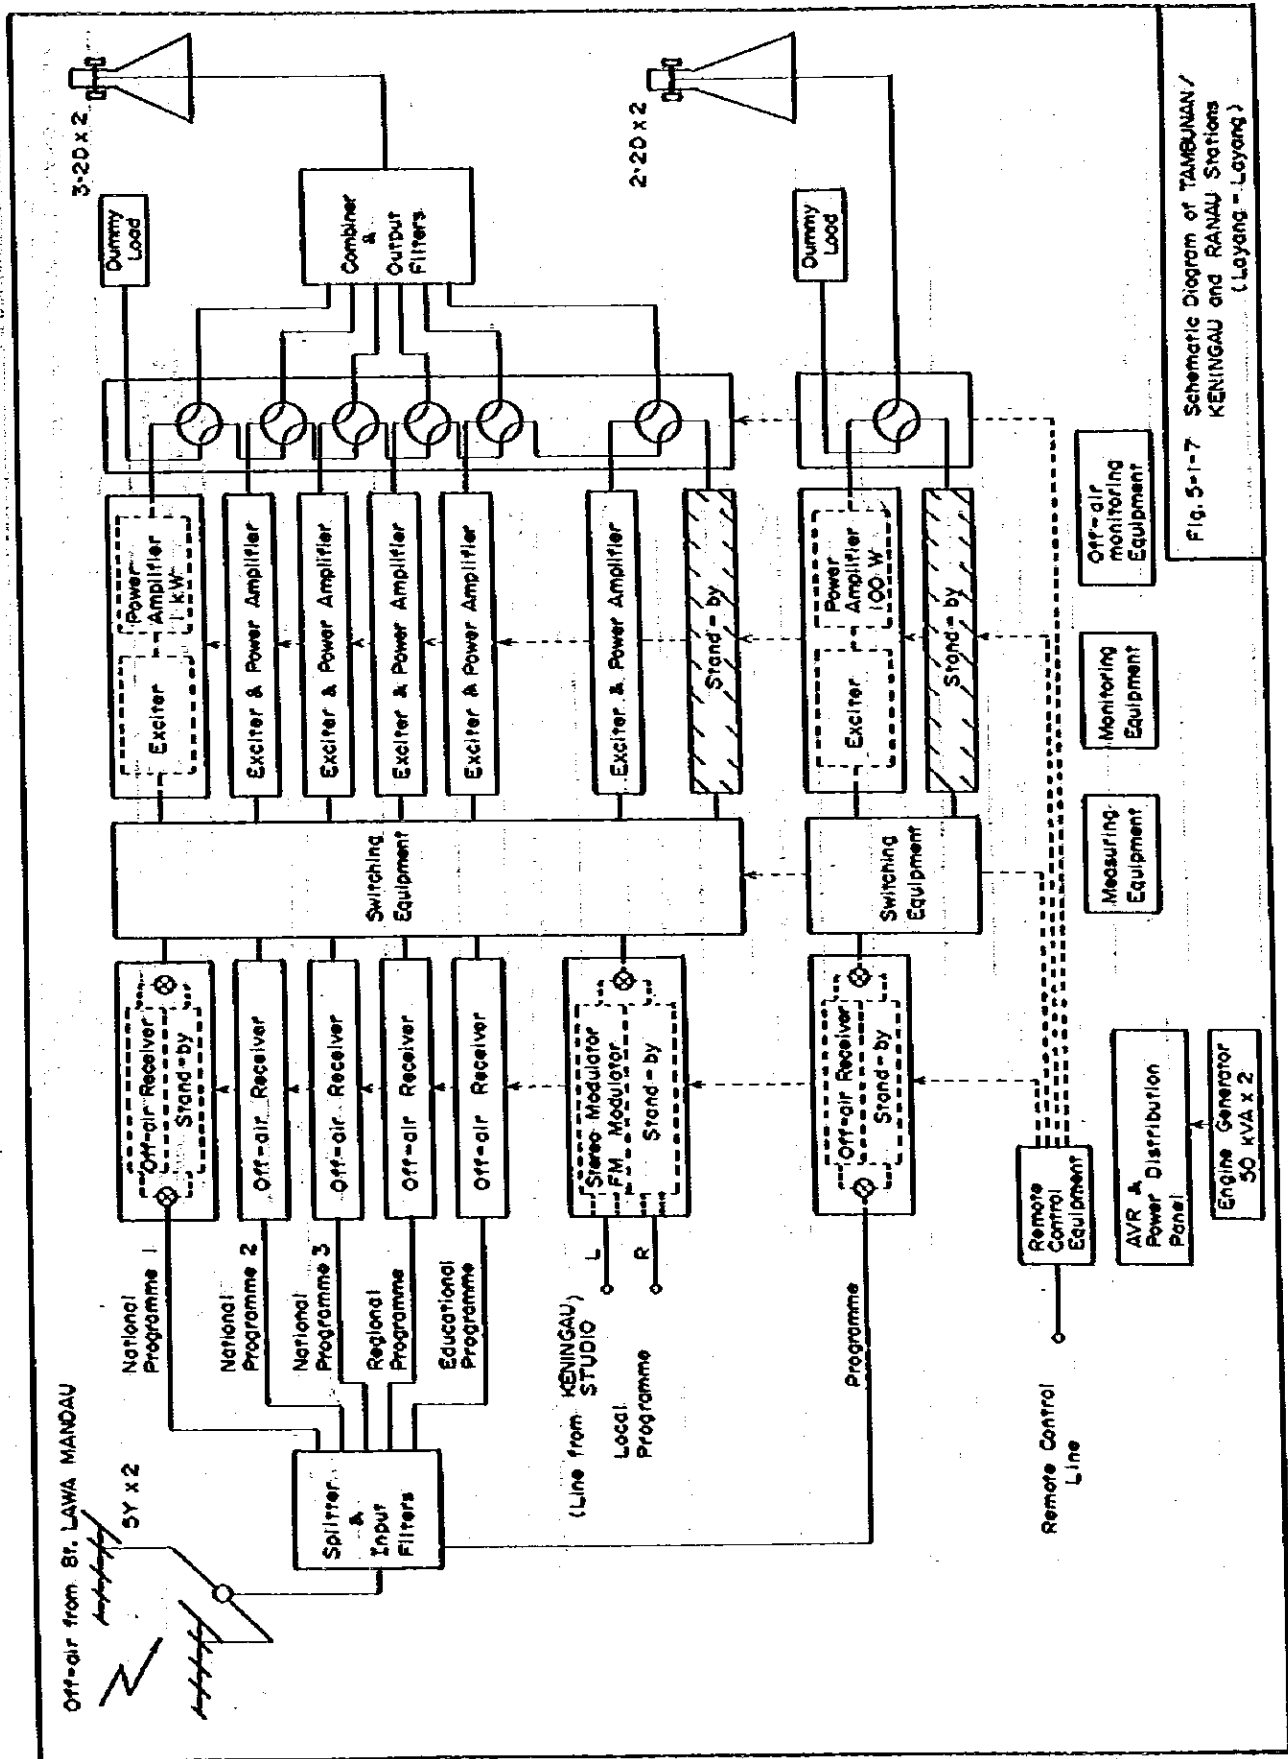 Off-air from Bt. LAWA MANDAU
5Y x 2
Splitter
&
Input
Filters
National
Programme 1
National
Programme 2
National
Programme 3
Regional
Programme
Educational
Programme
(Line from KENINGAU)
STUDIO
Local
Programme
L
R
Programme
Remote Control
Line
Off-air Receiver
Stand-by
Off-air Receiver
Off-air Receiver
Off-air Receiver
Off-air Receiver
Stereo Modulator
FM Modulator
Stand-by
Off-air Receiver
Stand-by
Remote
Control
Equipment
AVR &
Power Distribution
Panel
Engine Generator
50 kVA x 2
Switching
Equipment
Switching
Equipment
Measuring
Equipment
Monitoring
Equipment
Off-air
monitoring
Equipment
Exciter
Power
Amplifier
1 kW
Exciter & Power Amplifier
Exciter & Power Amplifier
Exciter & Power Amplifier
Exciter & Power Amplifier
Exciter & Power Amplifier
Stand-by
Exciter
Power
Amplifier
100 W
Stand-by
Dummy
Load
Combiner
&
Output
Filters
3-2D x 2
Dummy
Load
2-2D x 2
Fig. 5-1-7 Schematic Diagram of TAMBUNAN/
KENINGAU and RANAU Stations
(Layang-Layang)